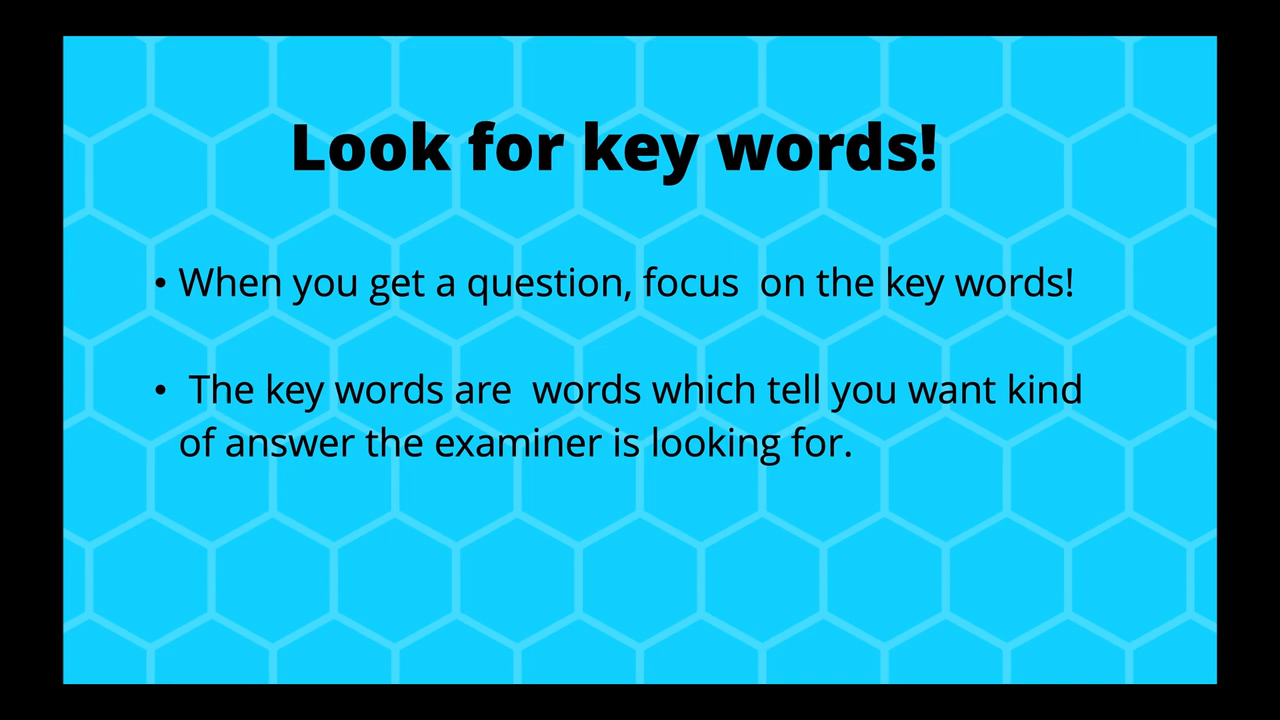 Look for key words!
• When you get a question, focus  on the key words!
•  The key words are  words which tell you want kind
of answer the examiner is looking for.